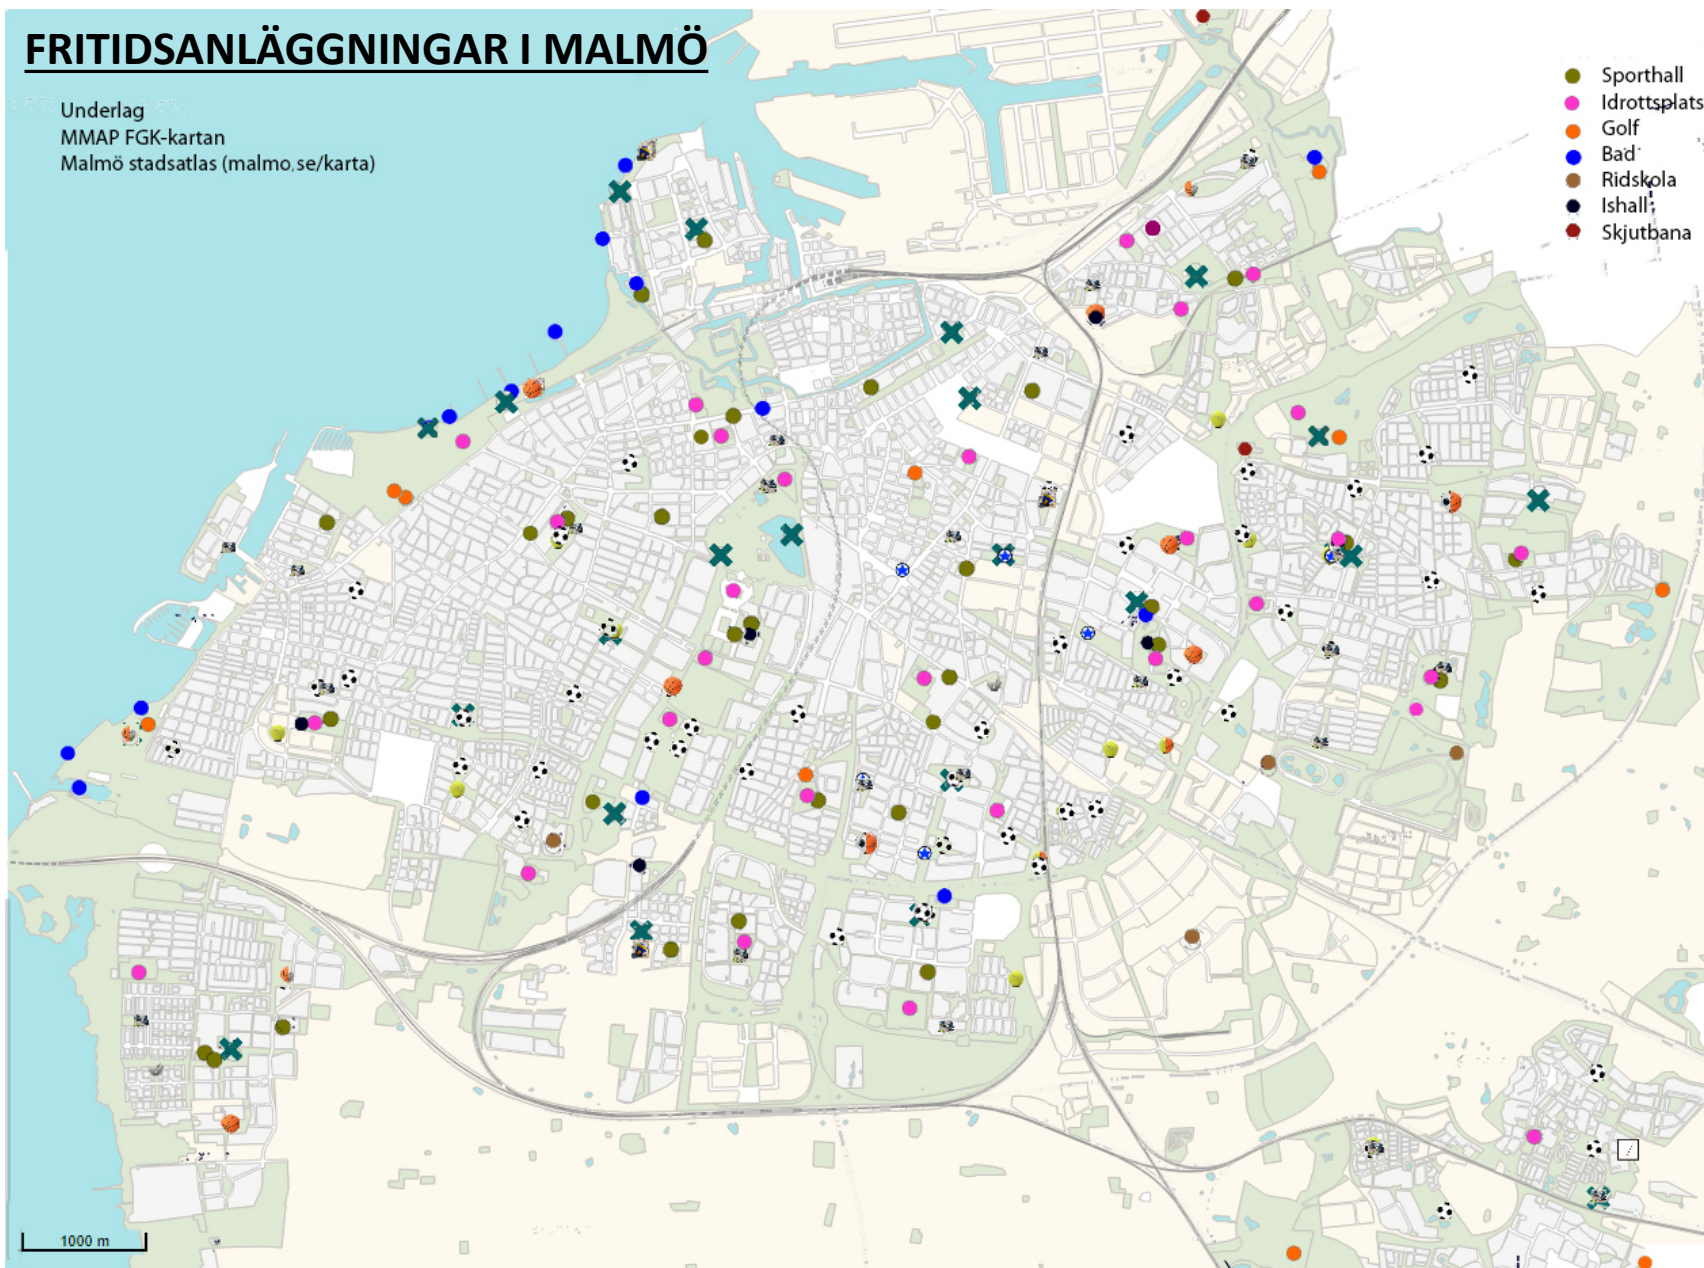 FRITIDSANLÄGGNINGAR I MALMÖ
Underlag
MMAP FGK-kartan
Malmö stadsatlas (malmo.se/karta)
Sporthall
Idrottsplats
Golf
Bad
Ridskola
Ishall
Skjutbana
1000 m